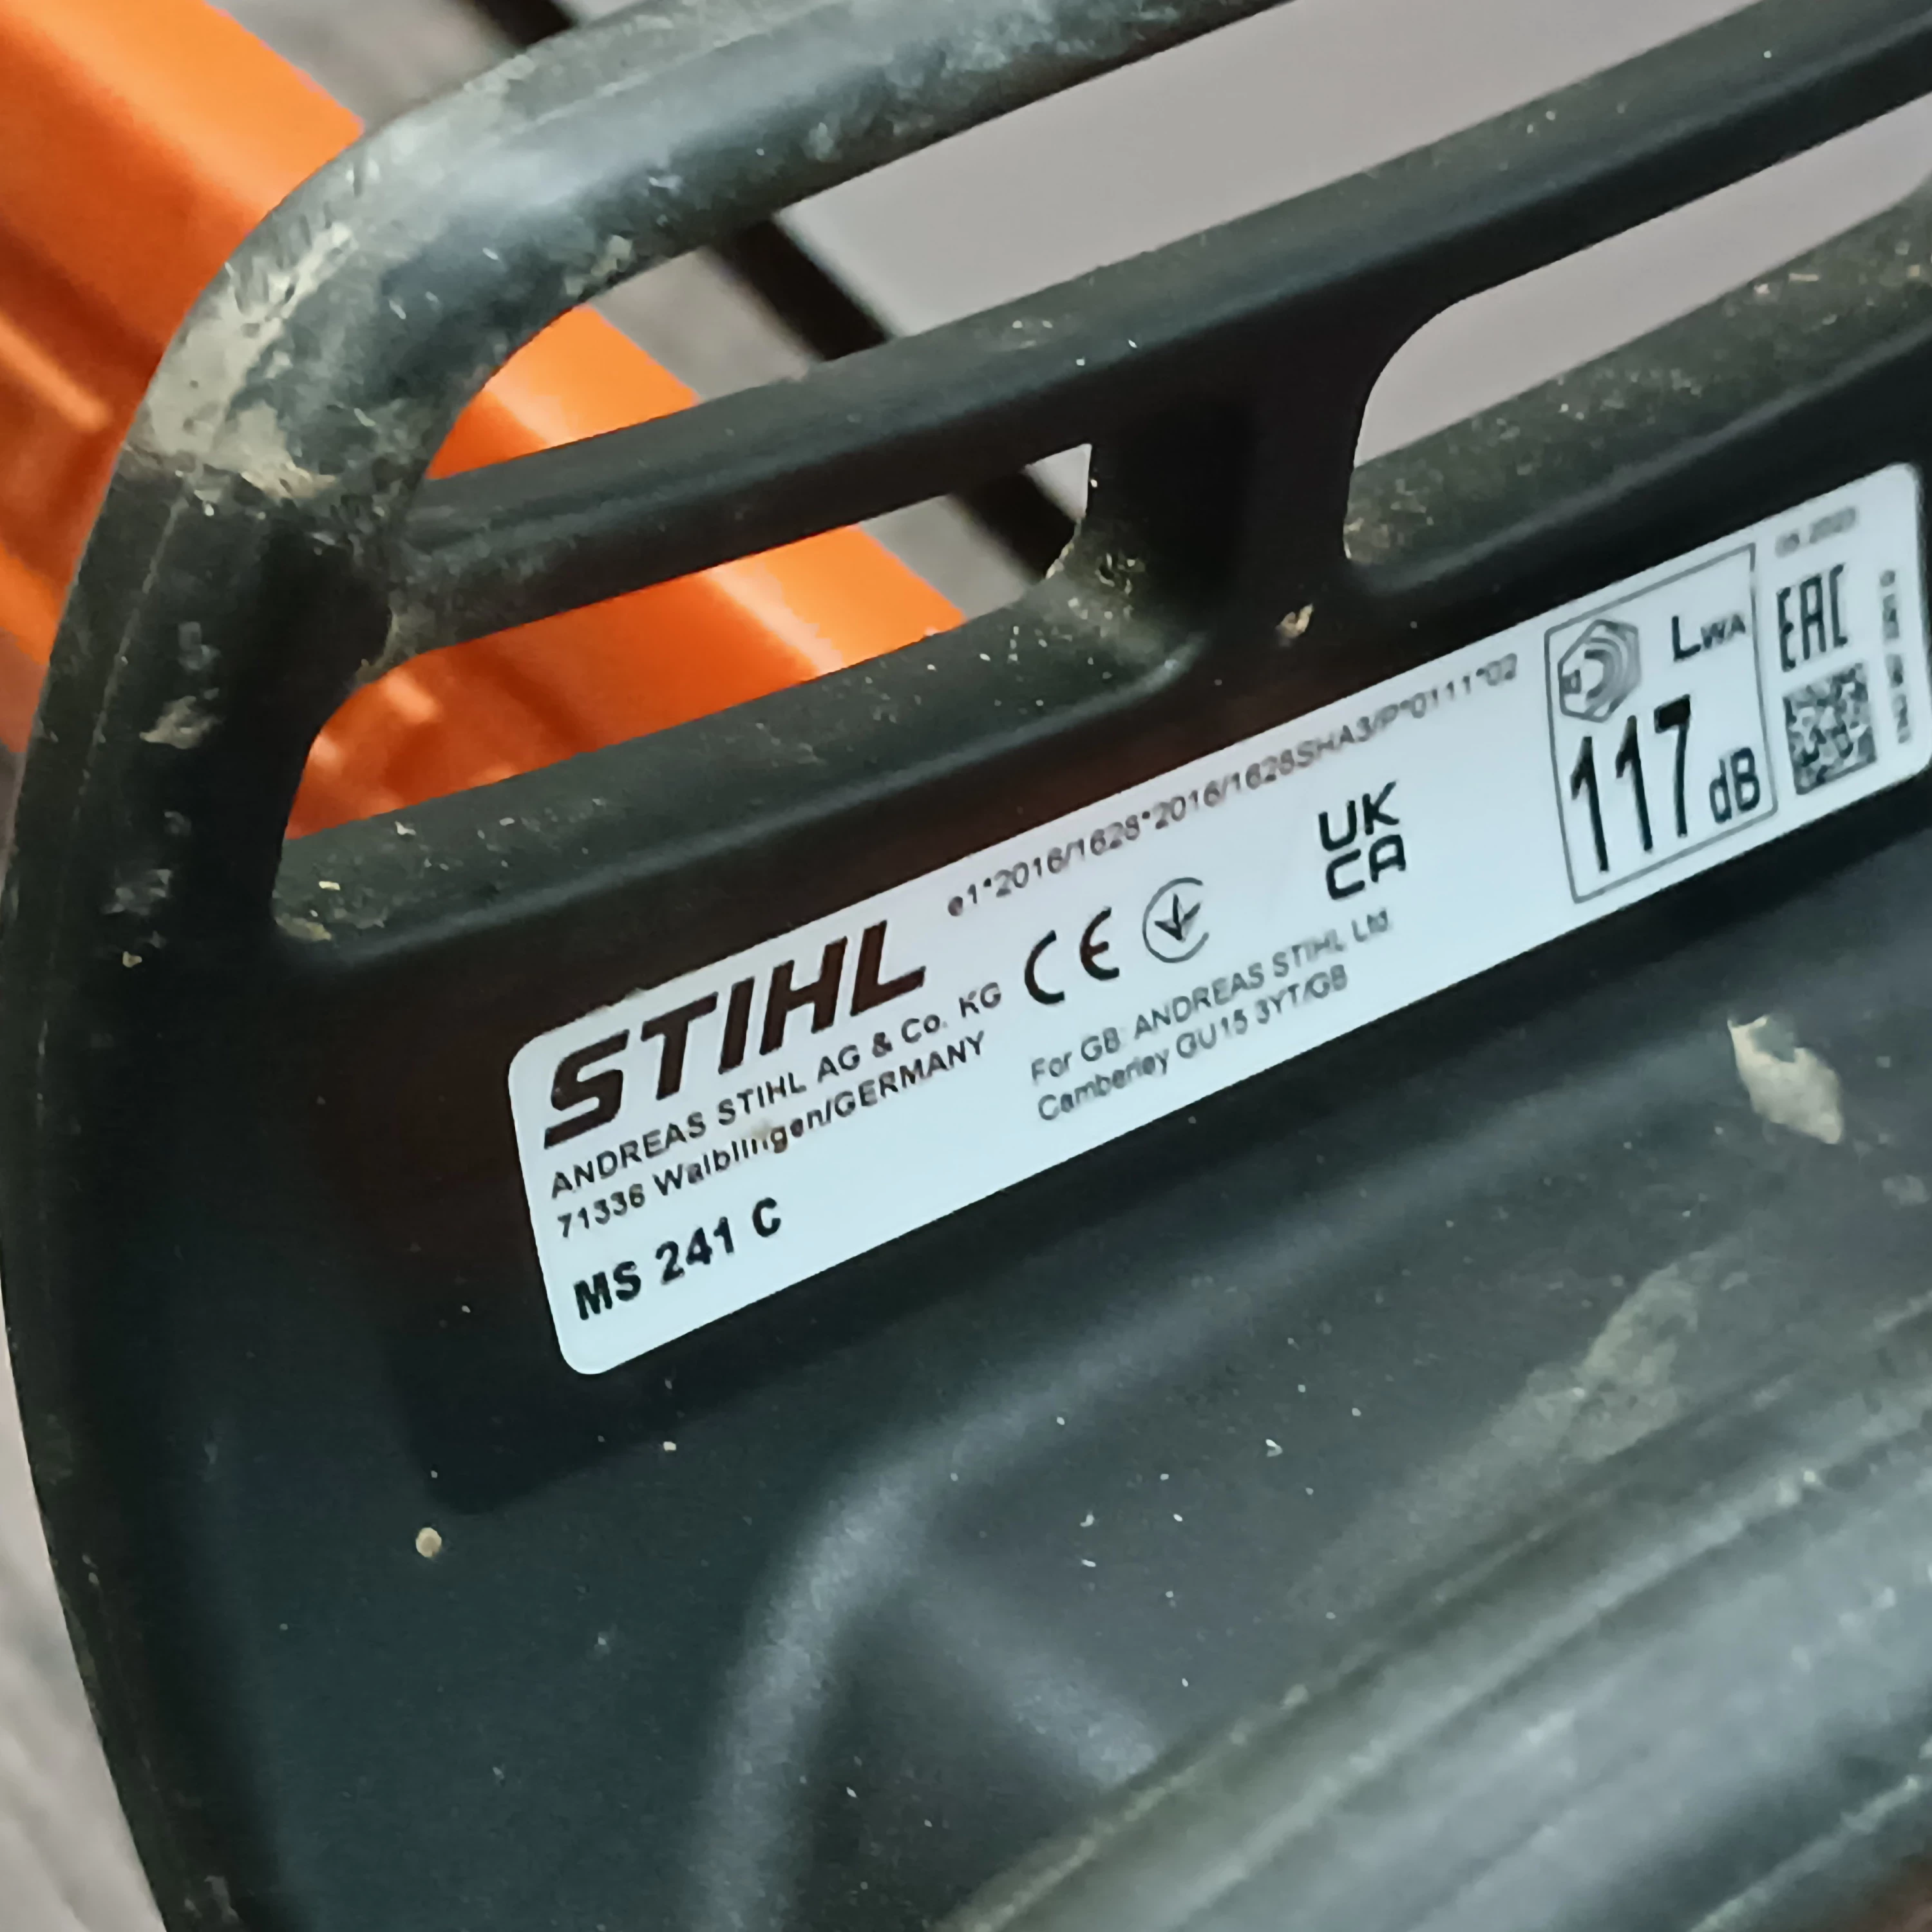 STIHL
ANDREAS STIHL AG & Co. KG
71336 Waiblingen/GERMANY
MS 241 C
e1*2016/1628*2016/1628SHA3/P*0111*02
CE
UK
CA
For GB: ANDREAS STIHL Ltd.
Camberley GU15 3YT/GB
LWA
117 dB
EAC